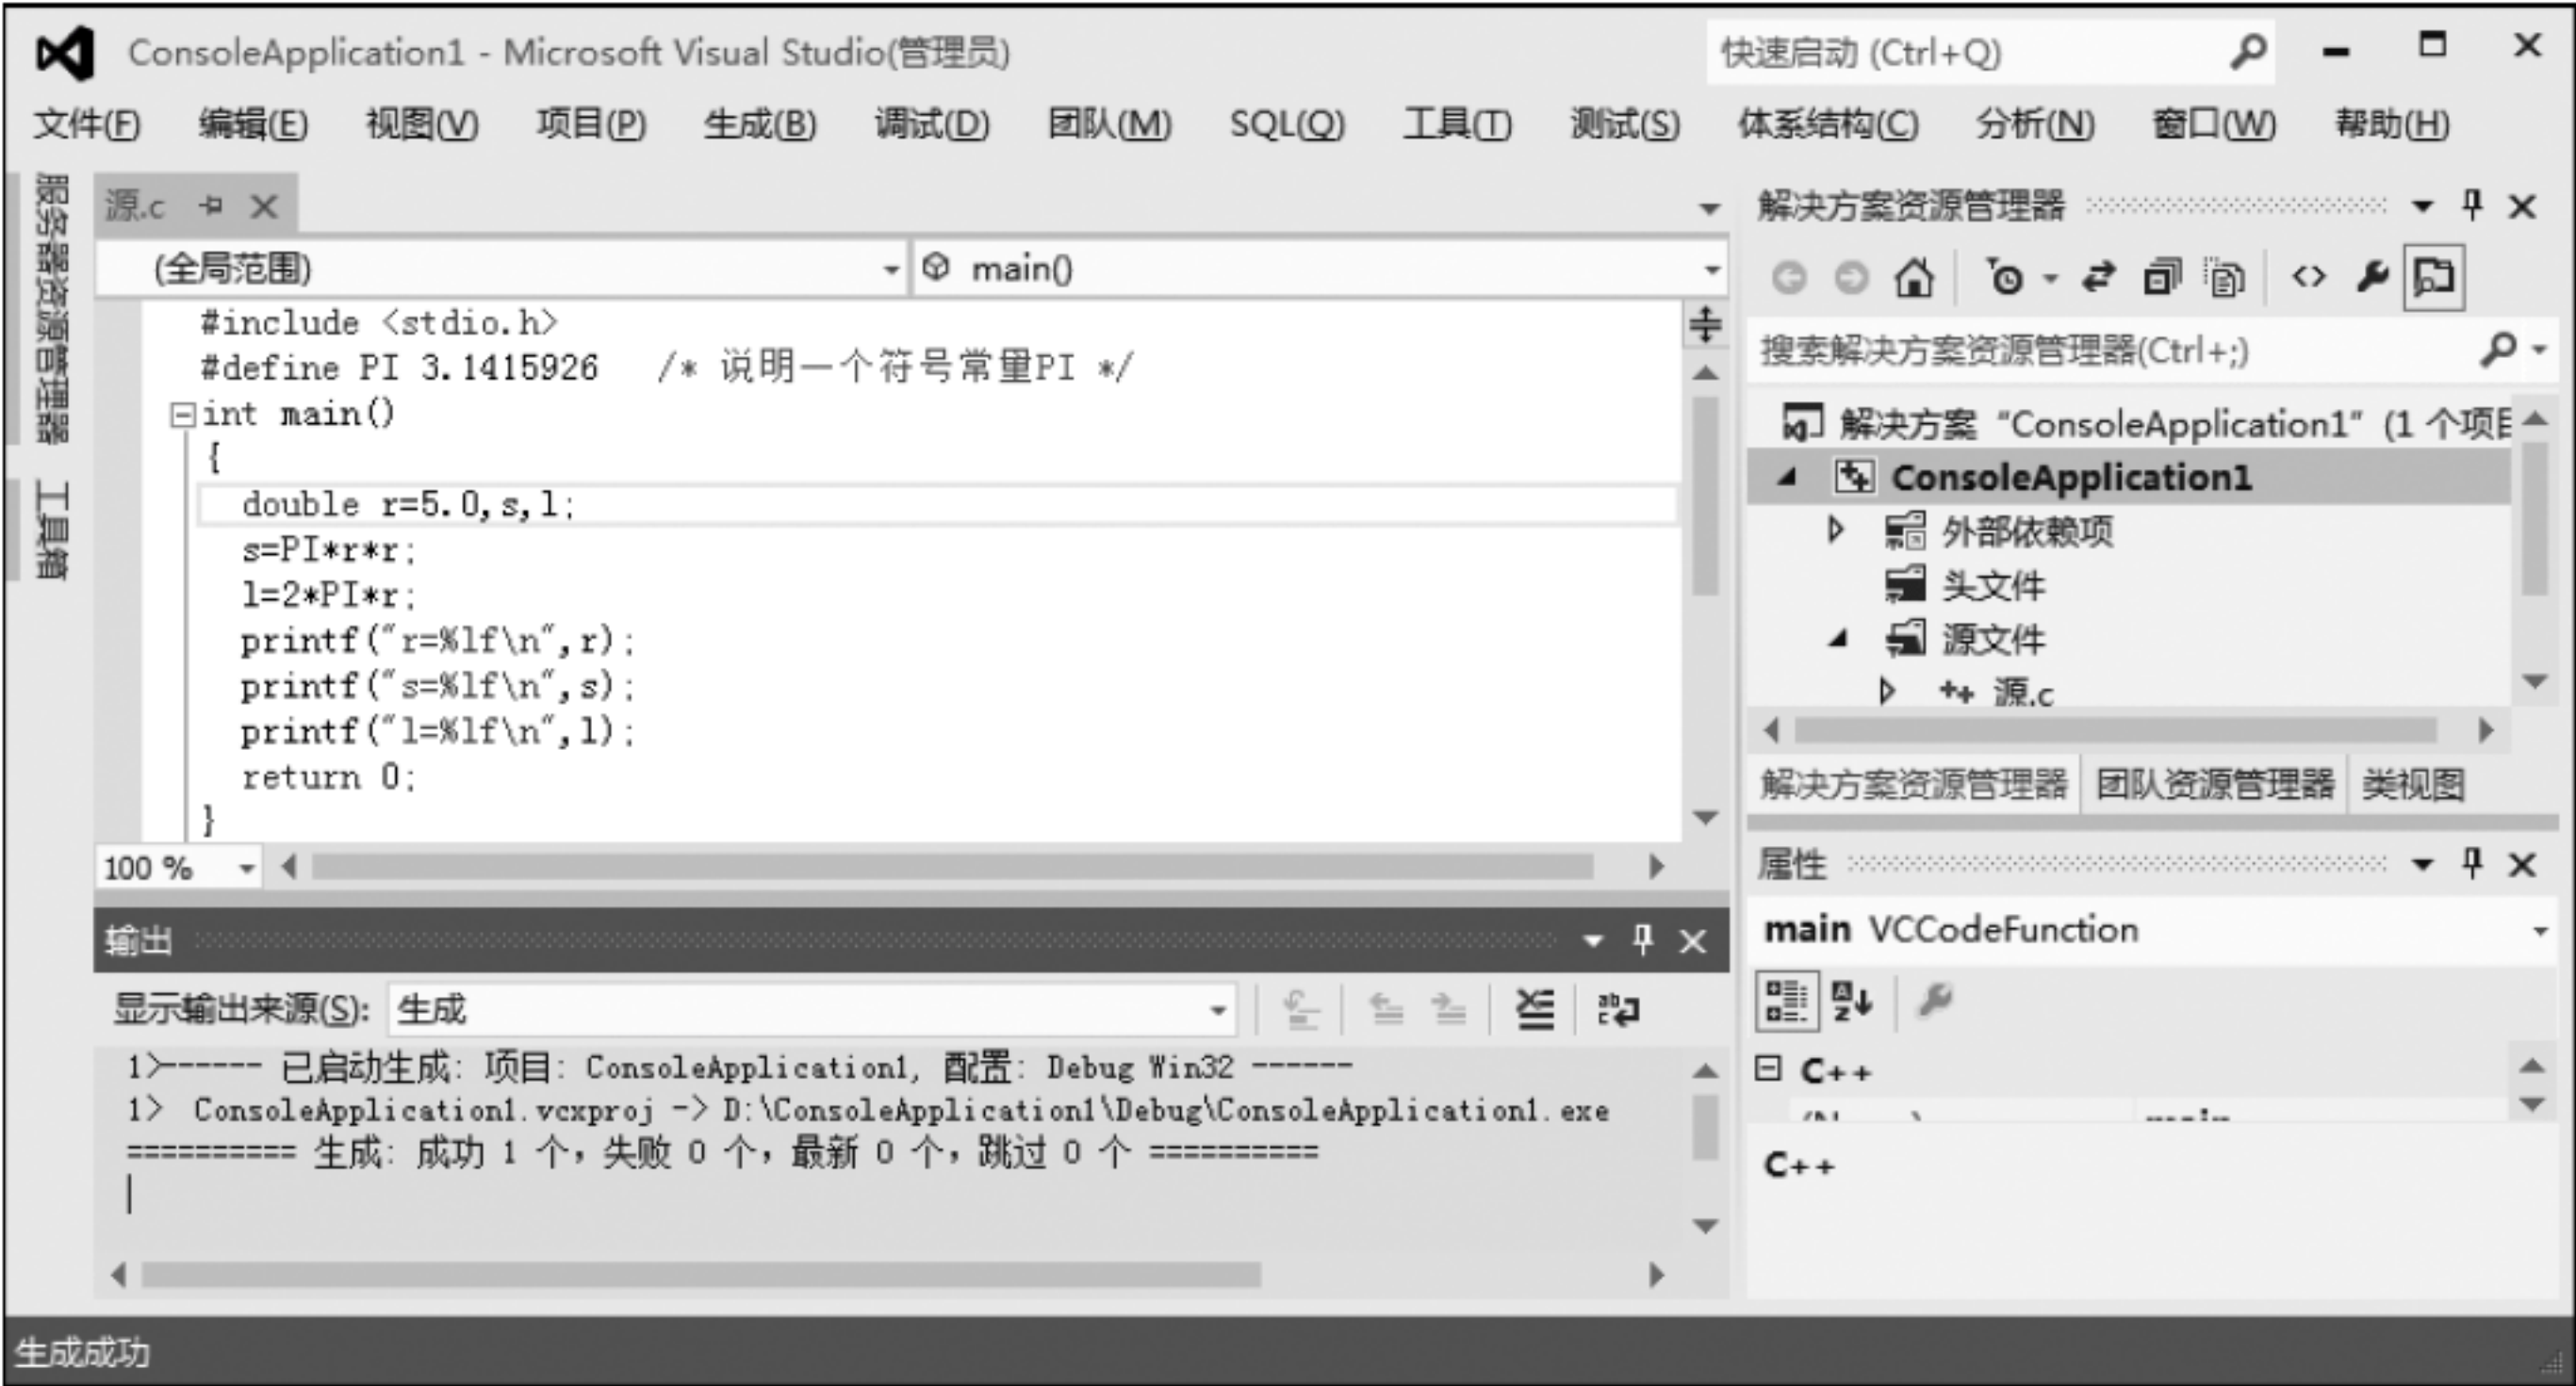 ConsoleApplication1 - Microsoft Visual Studio(管理员)
快速启动 (Ctrl+Q)
文件(F) 编辑(E) 视图(V) 项目(P) 生成(B) 调试(D) 团队(M) SQL(Q) 工具(T) 测试(S) 体系结构(C) 分析(N) 窗口(W) 帮助(H)
服务器资源管理器
工具箱
源.c
(全局范围)
main()
#include <stdio.h>
#define PI 3.1415926 /* 说明一个符号常量PI */
int main()
{
double r=5.0,s,l;
s=PI*r*r;
l=2*PI*r;
printf("r=%lf\n",r);
printf("s=%lf\n",s);
printf("l=%lf\n",l);
return 0;
}
100 %
输出
显示输出来源(S): 生成
1>------ 已启动生成: 项目: ConsoleApplication1, 配置: Debug Win32 ------
1> ConsoleApplication1.vcxproj -> D:\ConsoleApplication1\Debug\ConsoleApplication1.exe
========== 生成: 成功 1 个，失败 0 个，最新 0 个，跳过 0 个 ==========
解决方案资源管理器
搜索解决方案资源管理器(Ctrl+;)
解决方案 "ConsoleApplication1" (1 个项目
ConsoleApplication1
外部依赖项
头文件
源文件
源.c
解决方案资源管理器 团队资源管理器 类视图
属性
main VCCodeFunction
C++
C++
生成成功